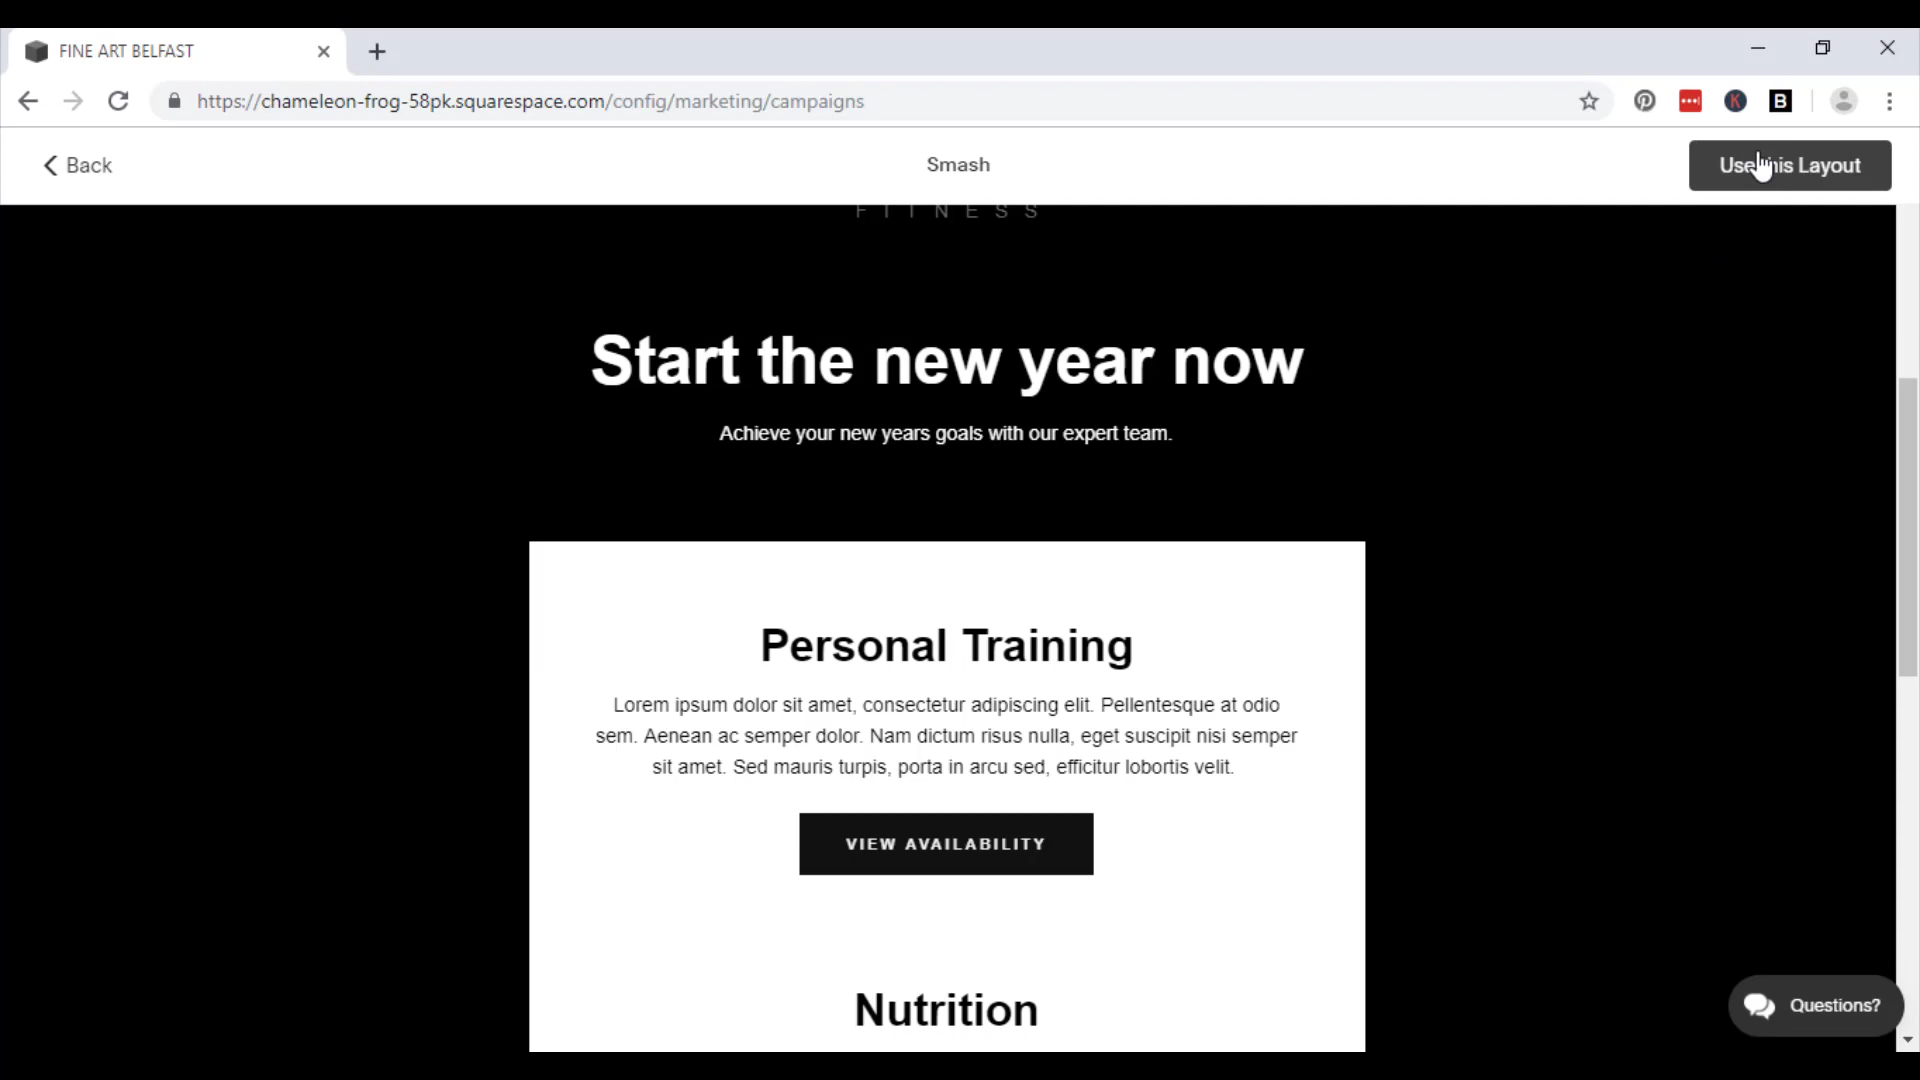 FINE ART BELFAST
https://chameleon-frog-58pk.squarespace.com/config/marketing/campaigns
Back
Smash
Use this Layout
FITNESS
Start the new year now
Achieve your new years goals with our expert team.
Personal Training
Lorem ipsum dolor sit amet, consectetur adipiscing elit. Pellentesque at odio
sem. Aenean ac semper dolor. Nam dictum risus nulla, eget suscipit nisi semper
sit amet. Sed mauris turpis, porta in arcu sed, efficitur lobortis velit.
VIEW AVAILABILITY
Nutrition
Questions?